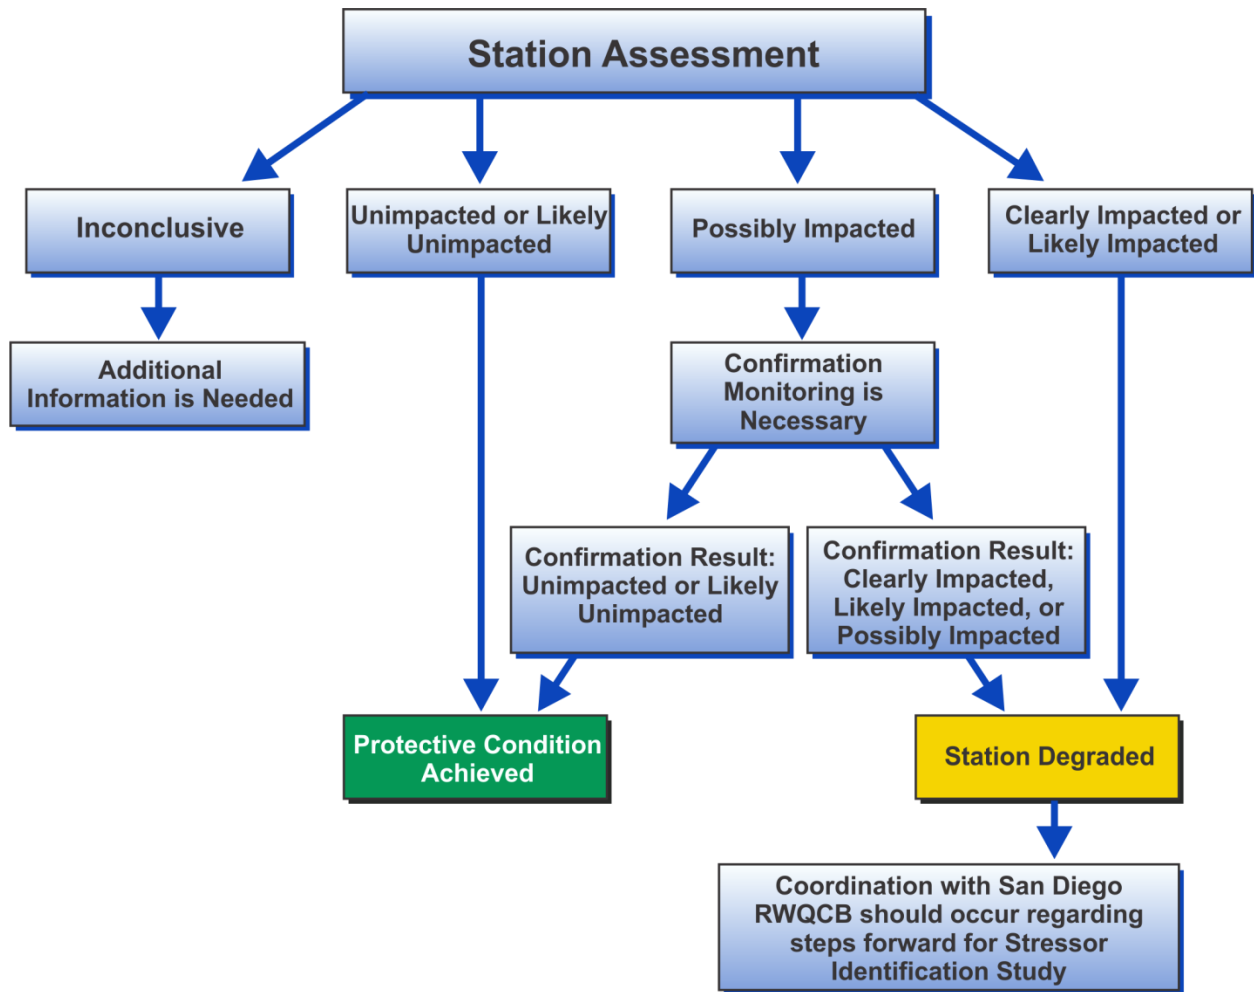 Station Assessment
Inconclusive
Unimpacted or Likely
Unimpacted
Possibly Impacted
Clearly Impacted or
Likely Impacted
Additional
Information is Needed
Confirmation
Monitoring is
Necessary
Confirmation Result:
Unimpacted or Likely
Unimpacted
Confirmation Result:
Clearly Impacted,
Likely Impacted, or
Possibly Impacted
Protective Condition
Achieved
Station Degraded
Coordination with San Diego
RWQCB should occur regarding
steps forward for Stressor
Identification Study